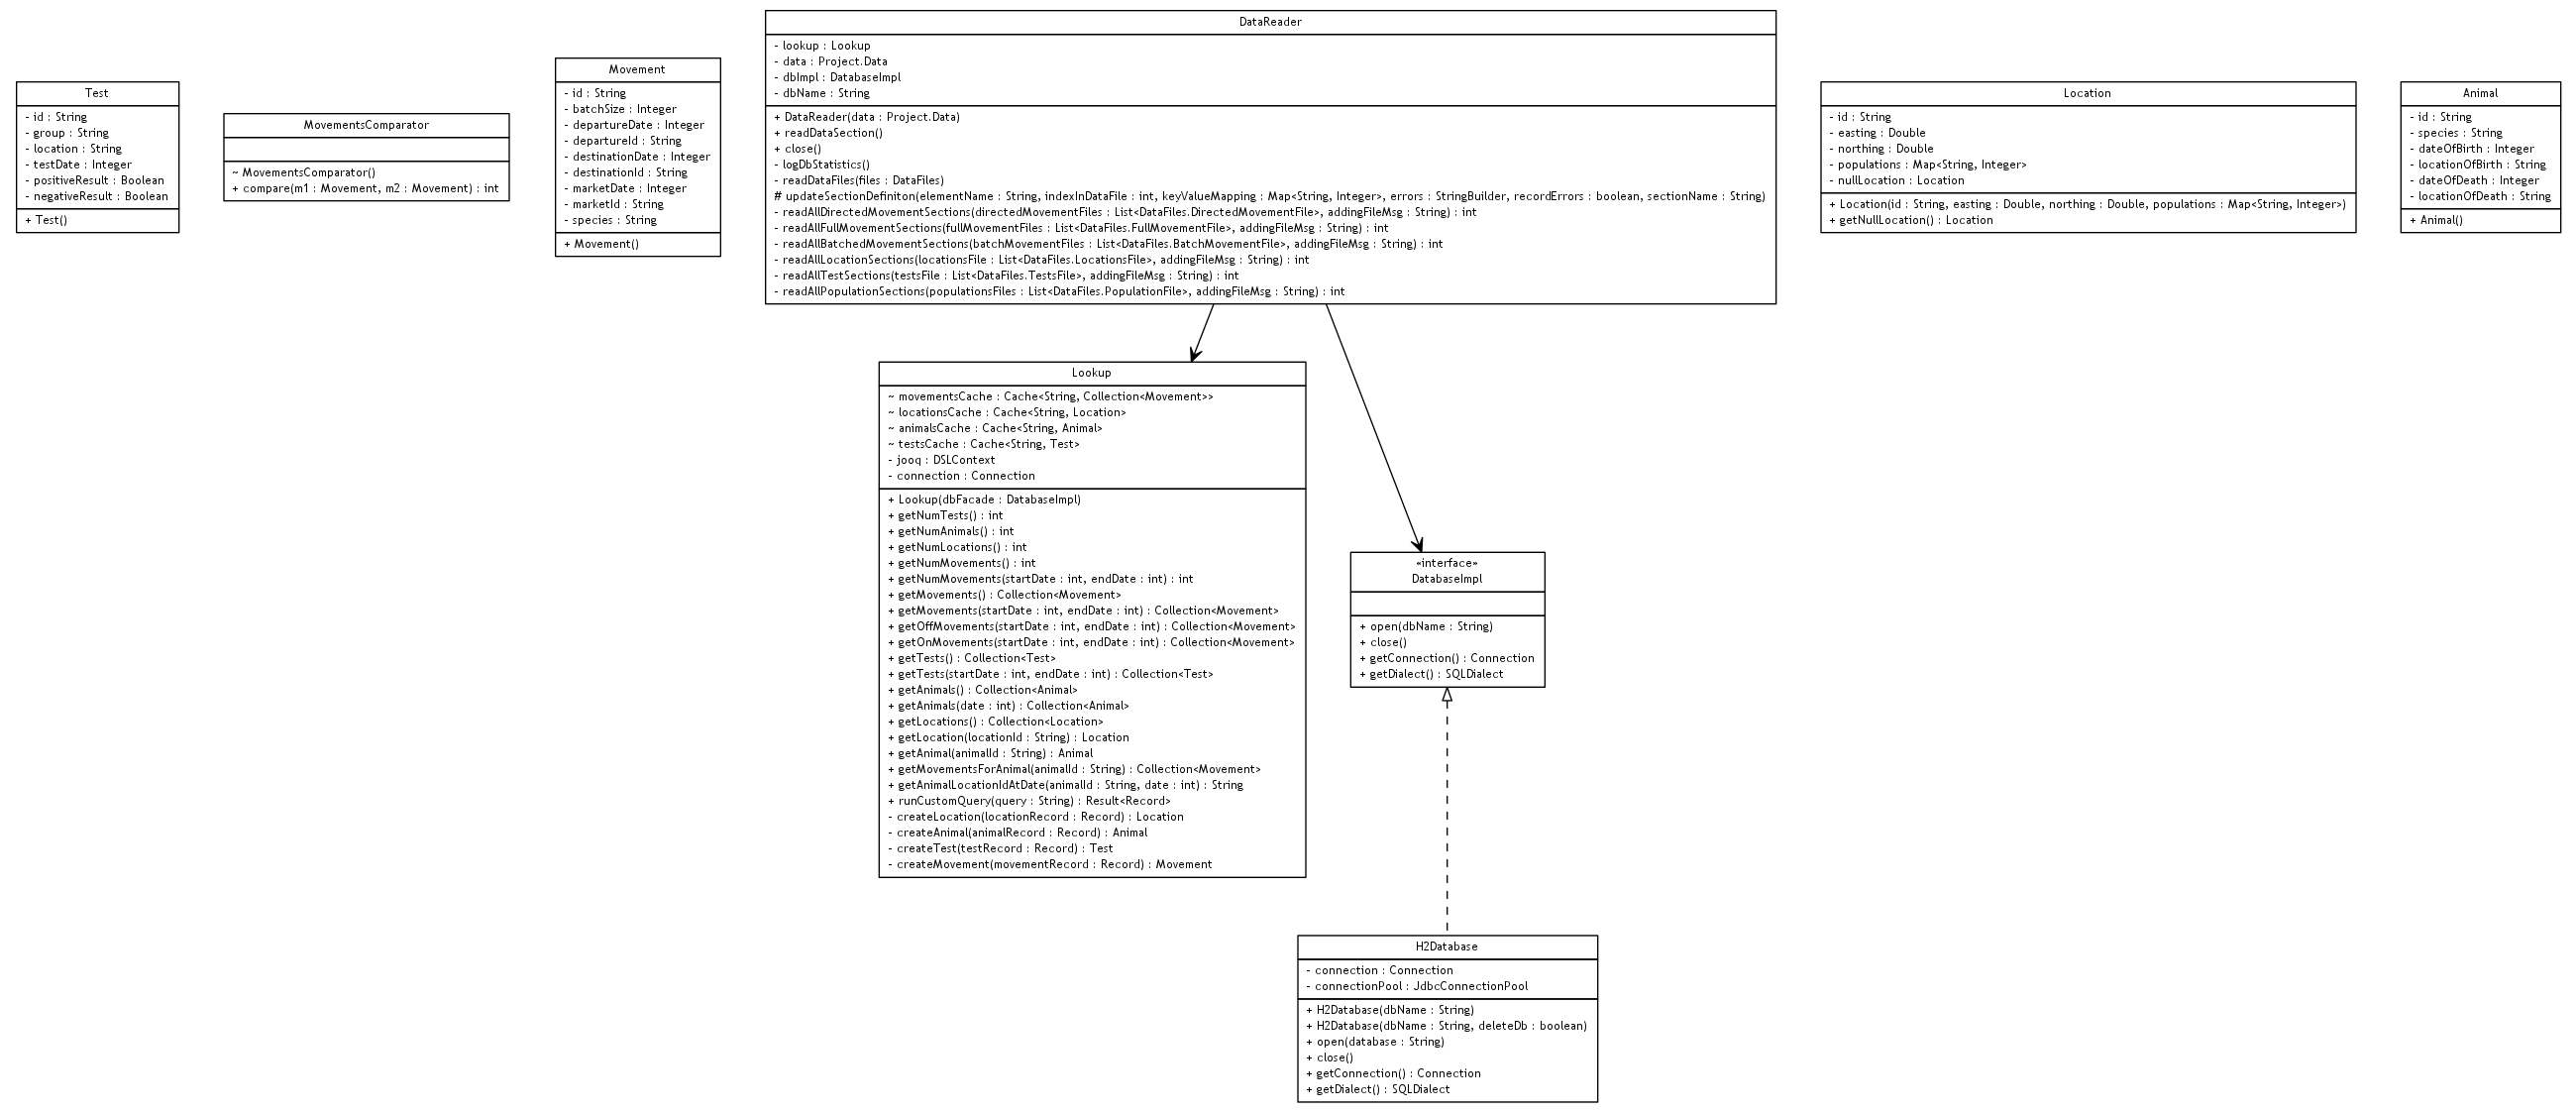 Test
- id : String
- group : String
- location : String
- testDate : Integer
- positiveResult : Boolean
- negativeResult : Boolean
+ Test()
MovementsComparator
~ MovementsComparator()
+ compare(m1 : Movement, m2 : Movement) : int
Movement
- id : String
- batchSize : Integer
- departureDate : Integer
- departureId : String
- destinationDate : Integer
- destinationId : String
- marketDate : Integer
- marketId : String
- species : String
+ Movement()
DataReader
- lookup : Lookup
- data : Project.Data
- dbImpl : DatabaseImpl
- dbName : String
+ DataReader(data : Project.Data)
+ readDataSection()
+ close()
- logDbStatistics()
- readDataFiles(files : DataFiles)
# updateSectionDefiniton(elementName : String, indexInDataFile : int, keyValueMapping : Map<String, Integer>, errors : StringBuilder, recordErrors : boolean, sectionName : String)
- readAllDirectedMovementSections(directedMovementFiles : List<DataFiles.DirectedMovementFile>, addingFileMsg : String) : int
- readAllFullMovementSections(fullMovementFiles : List<DataFiles.FullMovementFile>, addingFileMsg : String) : int
- readAllBatchedMovementSections(batchMovementFiles : List<DataFiles.BatchMovementFile>, addingFileMsg : String) : int
- readAllLocationSections(locationsFile : List<DataFiles.LocationsFile>, addingFileMsg : String) : int
- readAllTestSections(testsFile : List<DataFiles.TestsFile>, addingFileMsg : String) : int
- readAllPopulationSections(populationsFiles : List<DataFiles.PopulationFile>, addingFileMsg : String) : int
Location
- id : String
- easting : Double
- northing : Double
- populations : Map<String, Integer>
- nullLocation : Location
+ Location(id : String, easting : Double, northing : Double, populations : Map<String, Integer>)
+ getNullLocation() : Location
Animal
- id : String
- species : String
- dateOfBirth : Integer
- locationOfBirth : String
- dateOfDeath : Integer
- locationOfDeath : String
+ Animal()
Lookup
~ movementsCache : Cache<String, Collection<Movement>>
~ locationsCache : Cache<String, Location>
~ animalsCache : Cache<String, Animal>
~ testsCache : Cache<String, Test>
- jooq : DSLContext
- connection : Connection
+ Lookup(dbFacade : DatabaseImpl)
+ getNumTests() : int
+ getNumAnimals() : int
+ getNumLocations() : int
+ getNumMovements() : int
+ getNumMovements(startDate : int, endDate : int) : int
+ getMovements() : Collection<Movement>
+ getMovements(startDate : int, endDate : int) : Collection<Movement>
+ getOffMovements(startDate : int, endDate : int) : Collection<Movement>
+ getOnMovements(startDate : int, endDate : int) : Collection<Movement>
+ getTests() : Collection<Test>
+ getTests(startDate : int, endDate : int) : Collection<Test>
+ getAnimals() : Collection<Animal>
+ getAnimals(date : int) : Collection<Animal>
+ getLocations() : Collection<Location>
+ getLocation(locationId : String) : Location
+ getAnimal(animalId : String) : Animal
+ getMovementsForAnimal(animalId : String) : Collection<Movement>
+ getAnimalLocationIdAtDate(animalId : String, date : int) : String
+ runCustomQuery(query : String) : Result<Record>
- createLocation(locationRecord : Record) : Location
- createAnimal(animalRecord : Record) : Animal
- createTest(testRecord : Record) : Test
- createMovement(movementRecord : Record) : Movement
«interface»
DatabaseImpl
+ open(dbName : String)
+ close()
+ getConnection() : Connection
+ getDialect() : SQLDialect
H2Database
- connection : Connection
- connectionPool : JdbcConnectionPool
+ H2Database(dbName : String)
+ H2Database(dbName : String, deleteDb : boolean)
+ open(database : String)
+ close()
+ getConnection() : Connection
+ getDialect() : SQLDialect